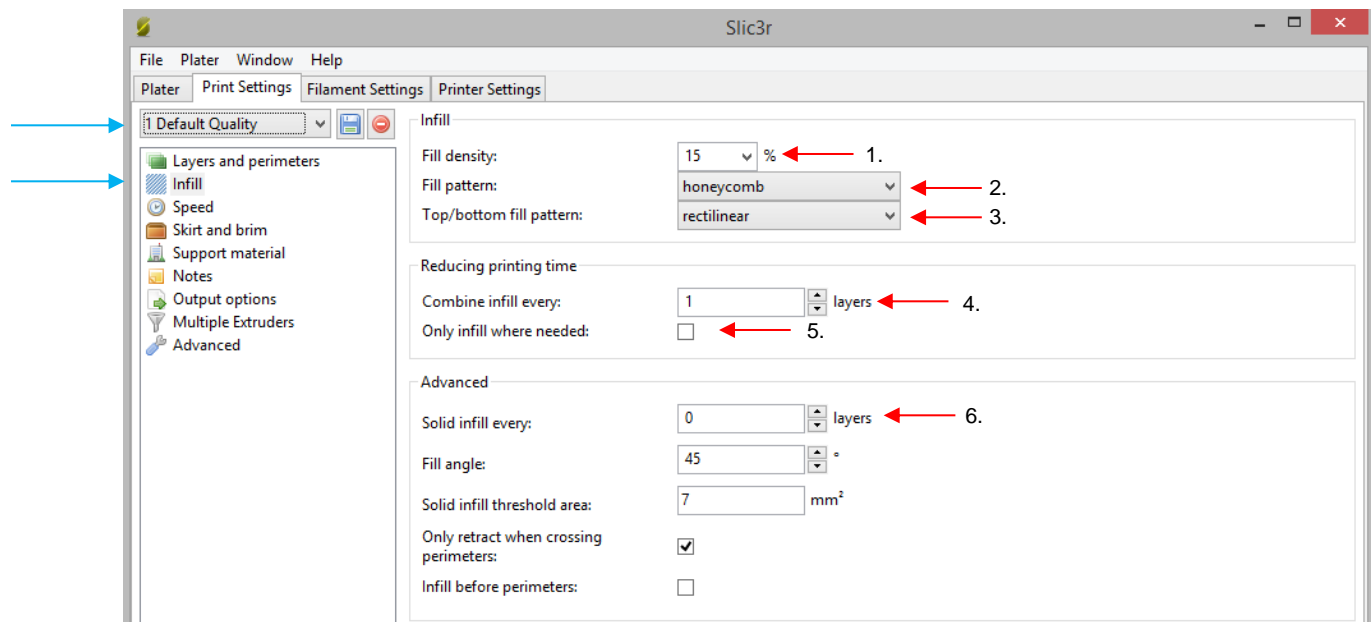 Slic3r
File Plater Window Help
Plater Print Settings Filament Settings Printer Settings
1 Default Quality
Layers and perimeters
Infill
Speed
Skirt and brim
Support material
Notes
Output options
Multiple Extruders
Advanced
Infill
Fill density: 15 % 1.
Fill pattern: honeycomb 2.
Top/bottom fill pattern: rectilinear 3.
Reducing printing time
Combine infill every: 1 layers 4.
Only infill where needed: 5.
Advanced
Solid infill every: 0 layers 6.
Fill angle: 45 °
Solid infill threshold area: 7 mm²
Only retract when crossing
perimeters:
Infill before perimeters: